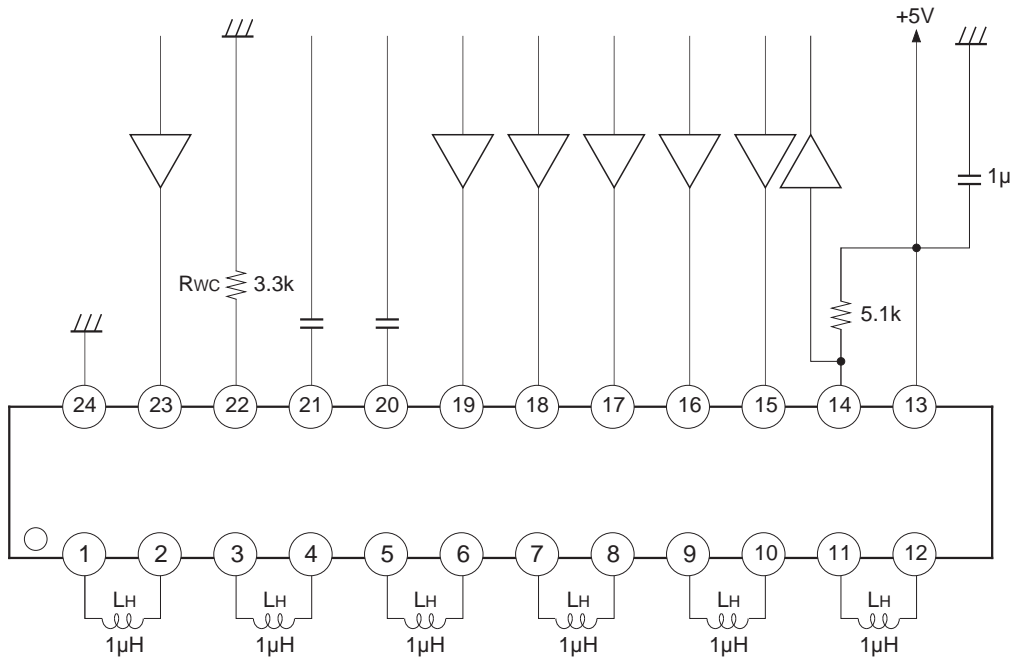 +5V
1µ
RWC 3.3k
5.1k
24 23 22 21 20 19 18 17 16 15 14 13
1 2 3 4 5 6 7 8 9 10 11 12
LH LH LH LH LH LH
1µH 1µH 1µH 1µH 1µH 1µH